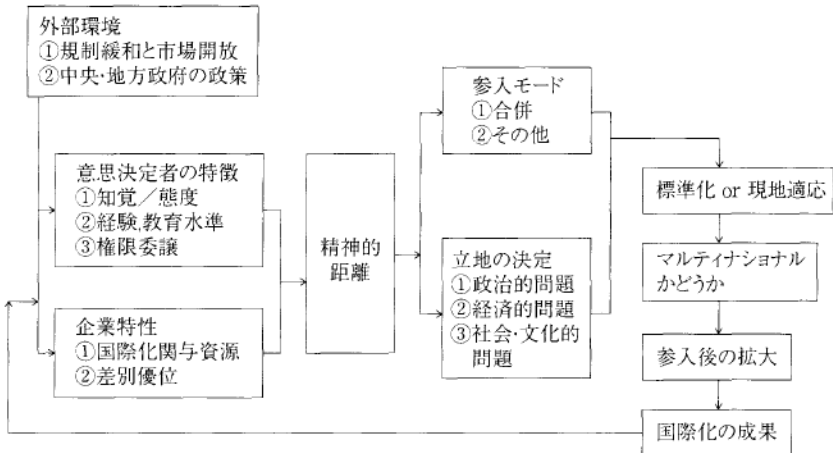 外部環境
①規制緩和と市場開放
②中央・地方政府の政策
意思決定者の特徴
①知覚／態度
②経験,教育水準
③権限委譲
企業特性
①国際化関与資源
②差別優位
精神的
距離
参入モード
①合併
②その他
立地の決定
①政治的問題
②経済的問題
③社会・文化的
問題
標準化 or 現地適応
マルティナショナル
かどうか
参入後の拡大
国際化の成果